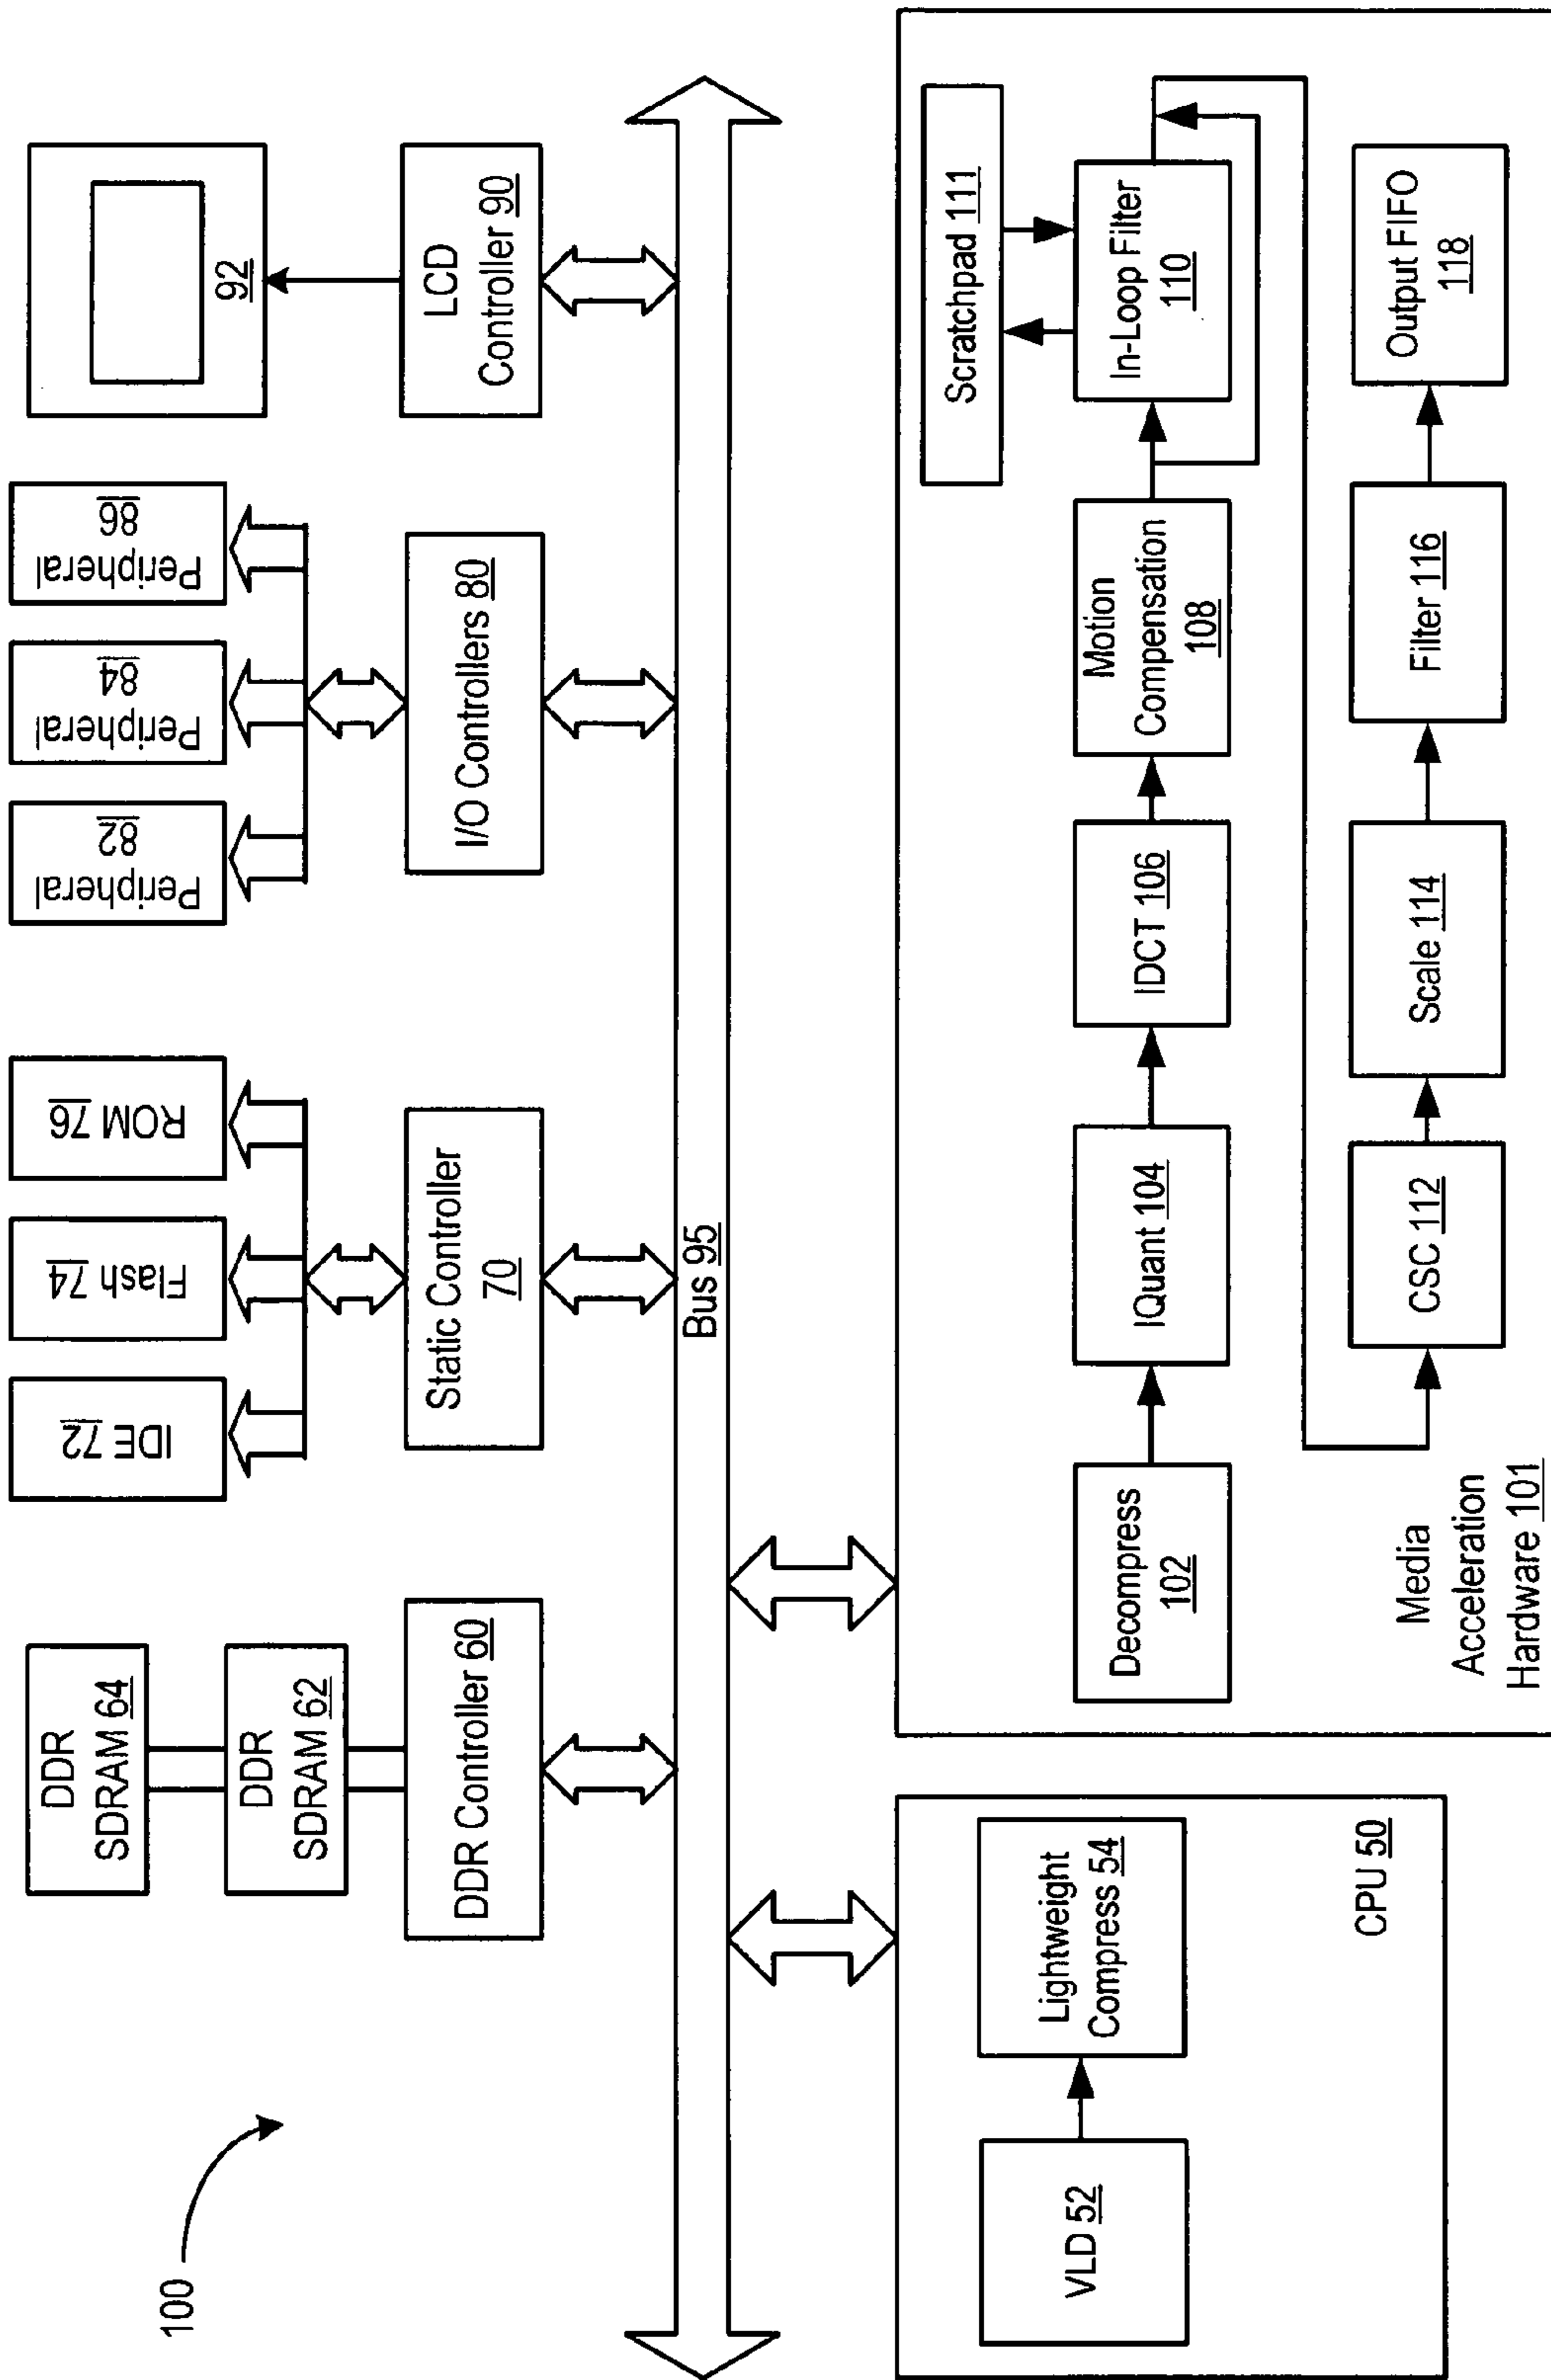 100
DDR
SDRAM 64
DDR
SDRAM 62
DDR Controller 60
IDE 72
Flash 74
ROM 76
Static Controller
70
Peripheral 82
Peripheral 84
Peripheral 86
I/O Controllers 80
92
LCD
Controller 90
Bus 95
VLD 52
Lightweight
Compress 54
CPU 50
Decompress
102
IQuant 104
IDCT 106
Motion
Compensation
108
Scratchpad 111
In-Loop Filter
110
CSC 112
Scale 114
Filter 116
Output FIFO
118
Media
Acceleration
Hardware 101